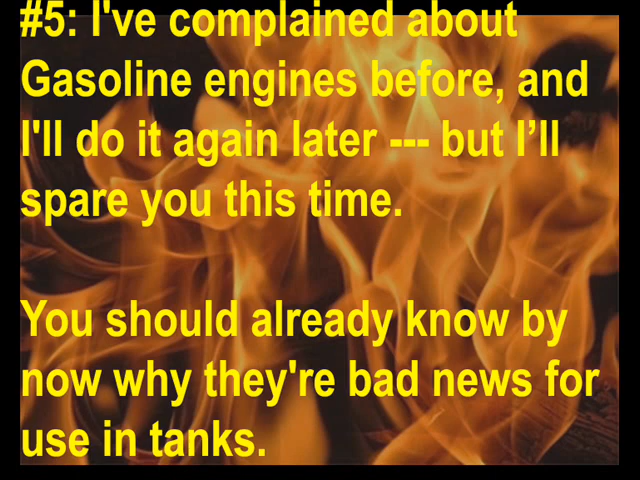 #5: I've complained about
Gasoline engines before, and
I'll do it again later --- but I’ll
spare you this time.
You should already know by
now why they're bad news for
use in tanks.